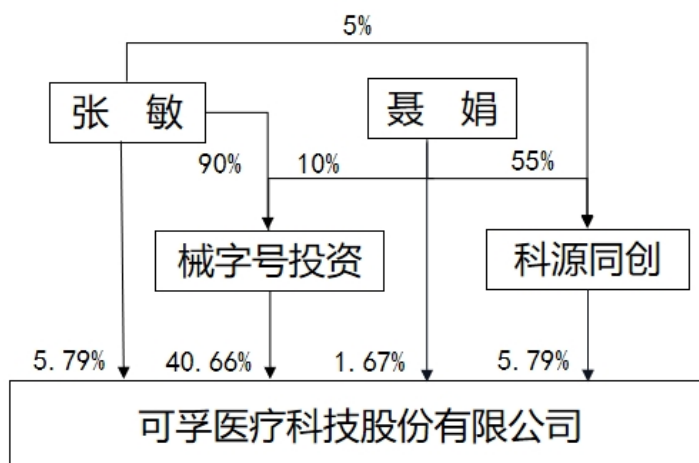 5%
张 敏
聂 娟
90%
10%
55%
械字号投资
科源同创
5.79%
40.66%
1.67%
5.79%
可孚医疗科技股份有限公司